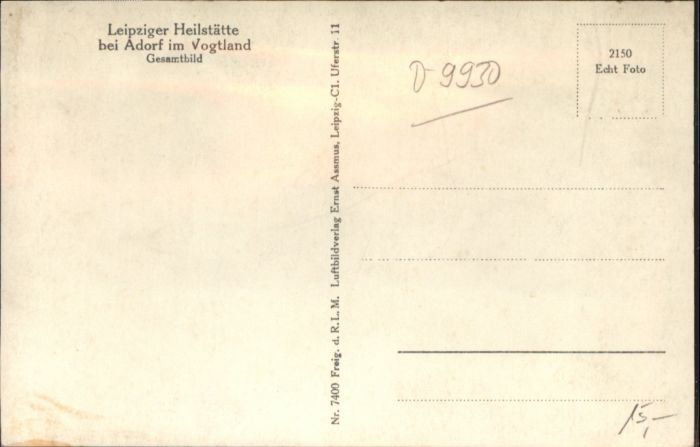 Leipziger Heilstätte
bei Adorf im Vogtland
Gesamtbild
Nr. 7400 Freig. d. R.L.M. Luftbildverlag Ernst Assmus, Leipzig-C1, Uferstr. 11
D-9930
2150
Echt Foto
15,-